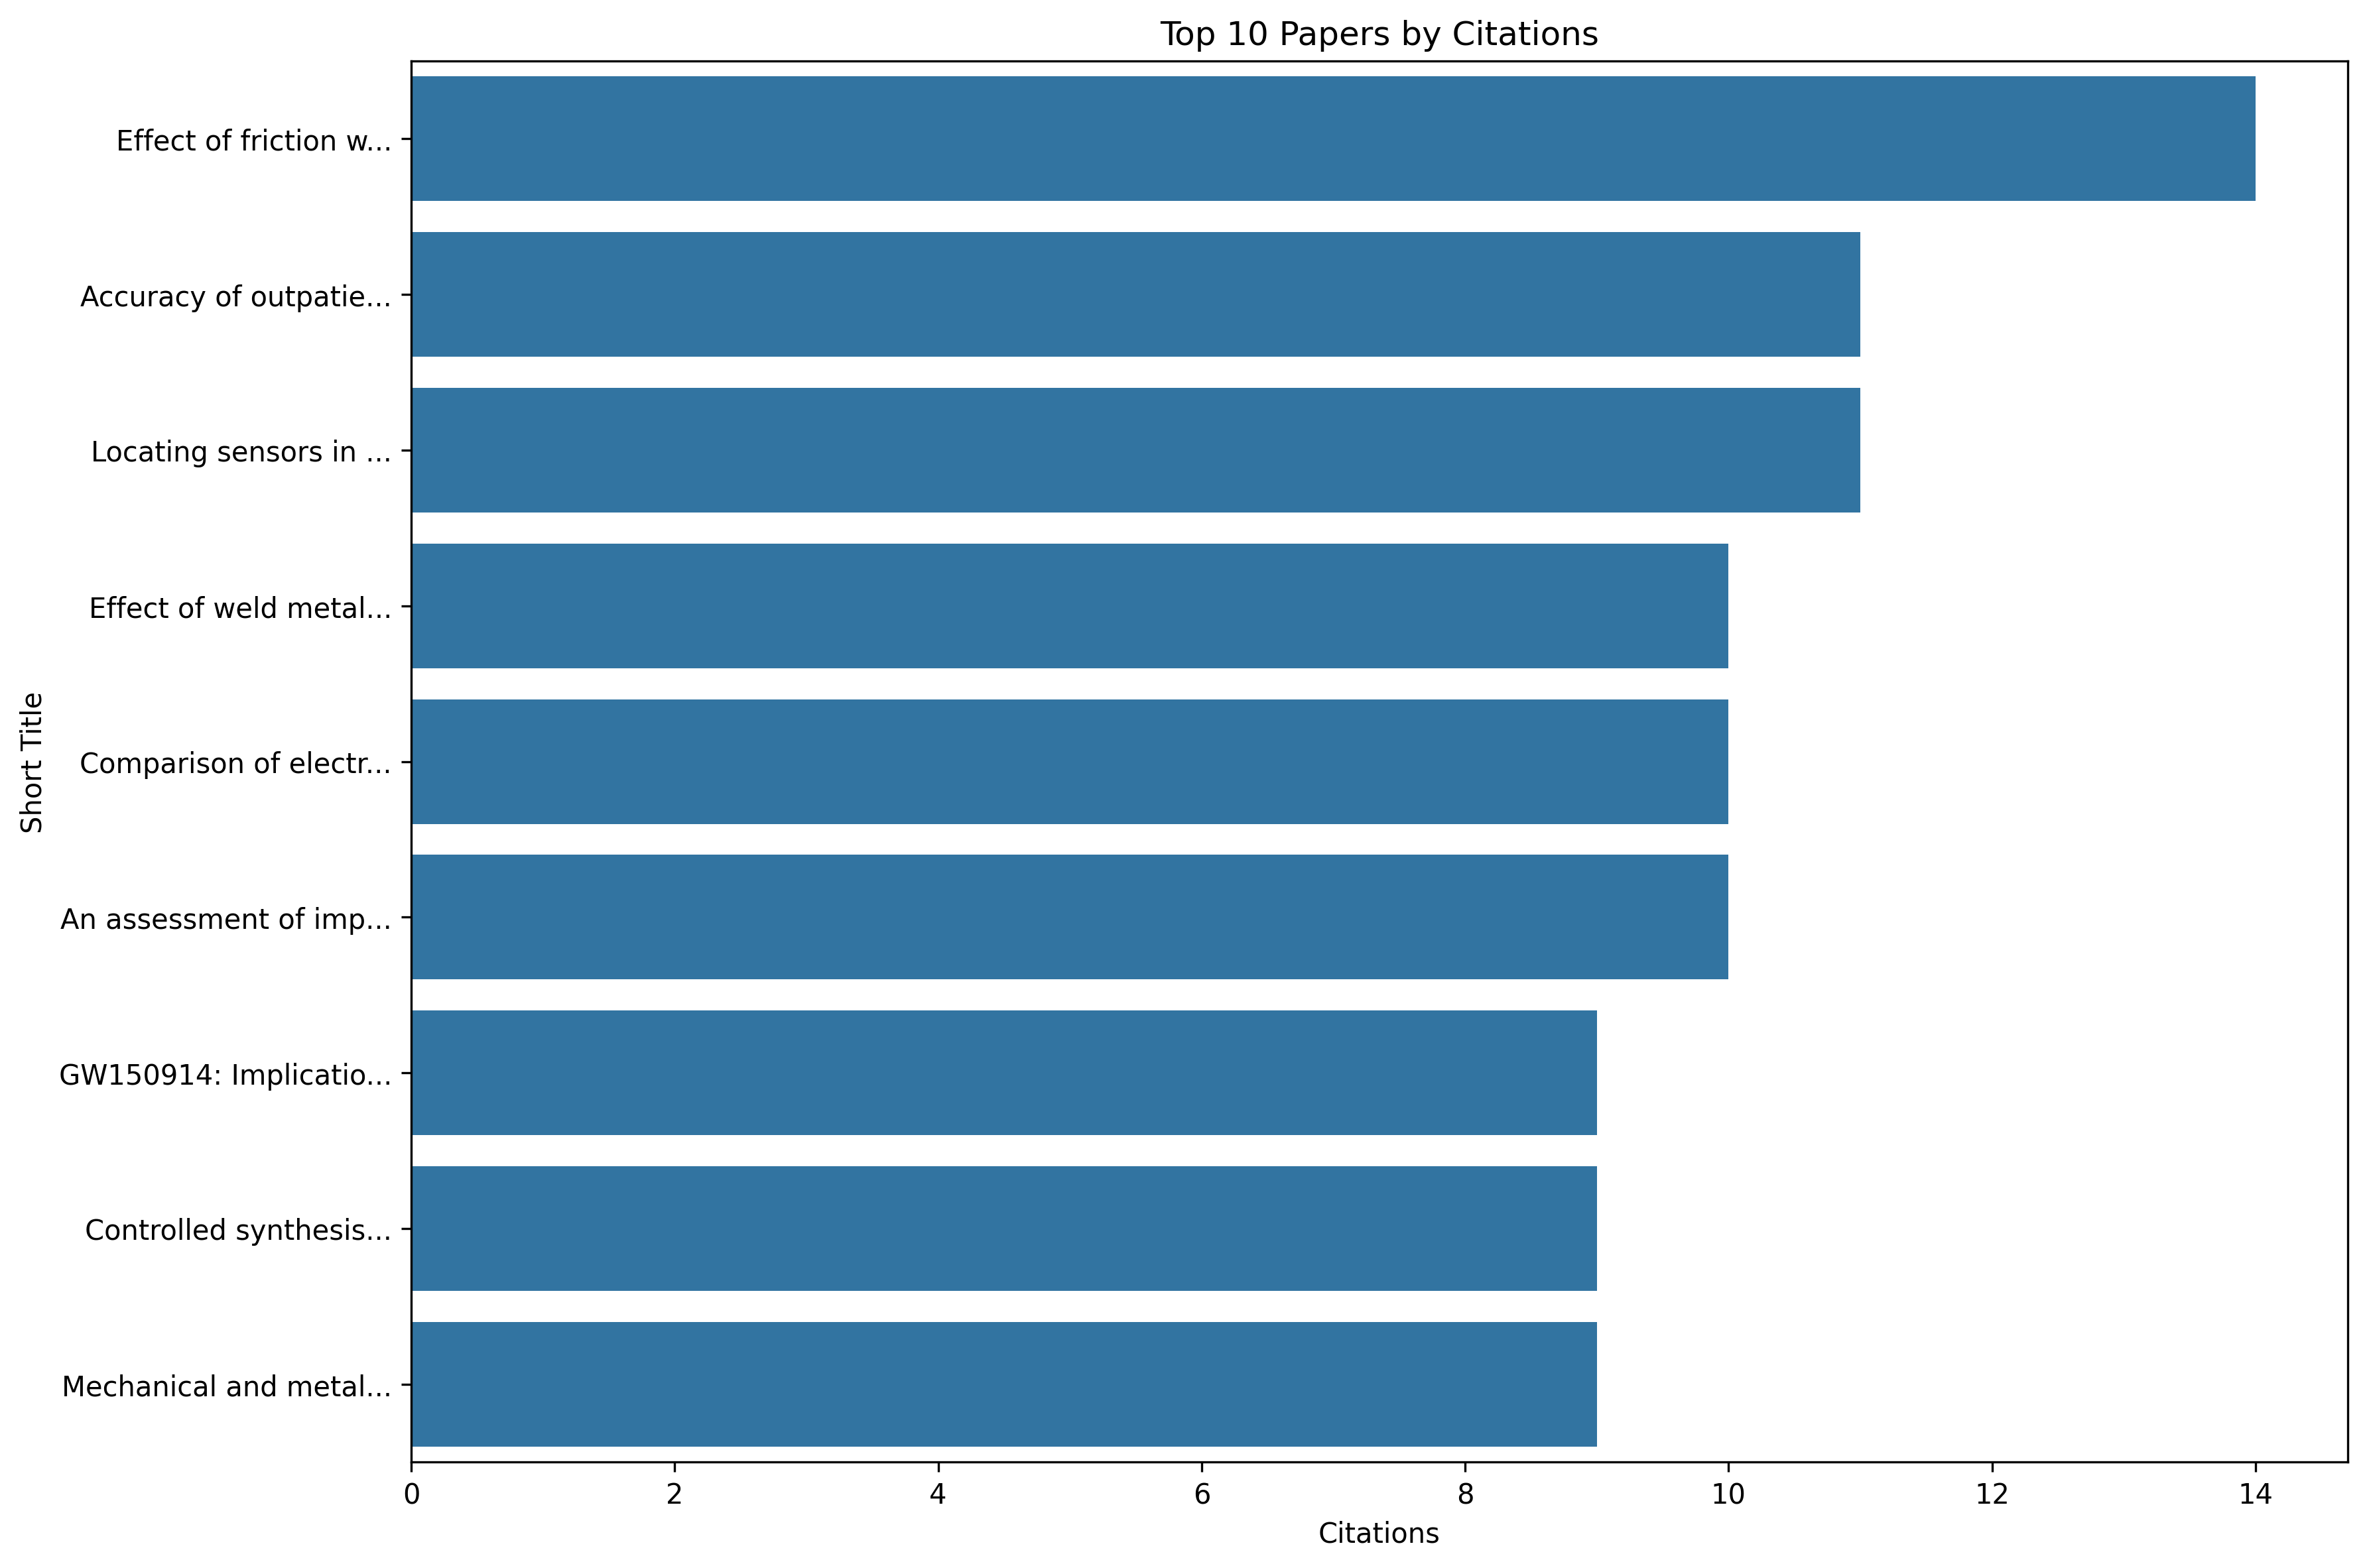 Top 10 Papers by Citations
Effect of friction w...
Accuracy of outpatie...
Locating sensors in ...
Effect of weld metal...
Comparison of electr...
An assessment of imp...
GW150914: Implicatio...
Controlled synthesis...
Mechanical and metal...
Short Title
0 2 4 6 8 10 12 14
Citations